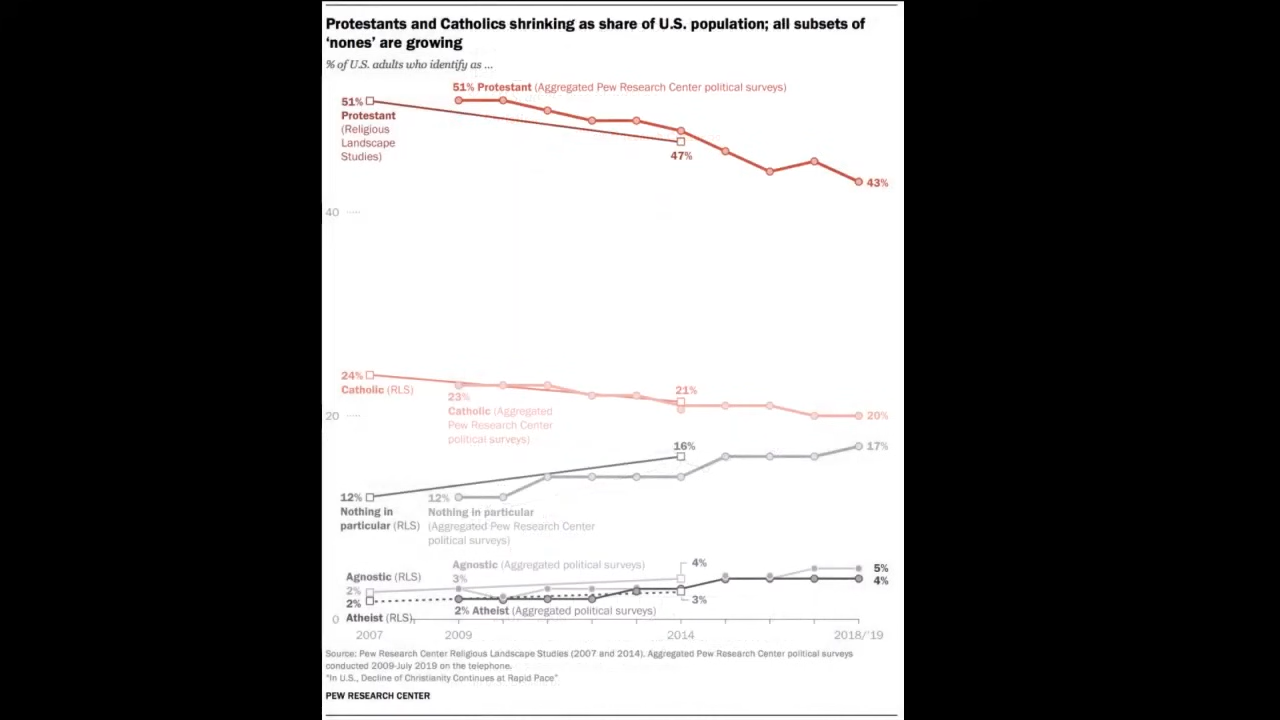 Protestants and Catholics shrinking as share of U.S. population; all subsets of
‘nones’ are growing
% of U.S. adults who identify as ...
51% Protestant (Aggregated Pew Research Center political surveys)
51%
Protestant
(Religious
Landscape
Studies)
47%
43%
40
24%
Catholic (RLS)
21%
23%
Catholic (Aggregated
Pew Research Center
political surveys)
20
20%
16%
17%
12%
Nothing in
particular (RLS)
12%
Nothing in particular
(Aggregated Pew Research Center
political surveys)
Agnostic (Aggregated political surveys)
3%
4%
5%
4%
Agnostic (RLS)
2%
2%
Atheist (RLS)
2% Atheist (Aggregated political surveys)
3%
0
2007
2009
2014
2018/'19
Source: Pew Research Center Religious Landscape Studies (2007 and 2014). Aggregated Pew Research Center political surveys
conducted 2009-July 2019 on the telephone.
“In U.S., Decline of Christianity Continues at Rapid Pace”
PEW RESEARCH CENTER